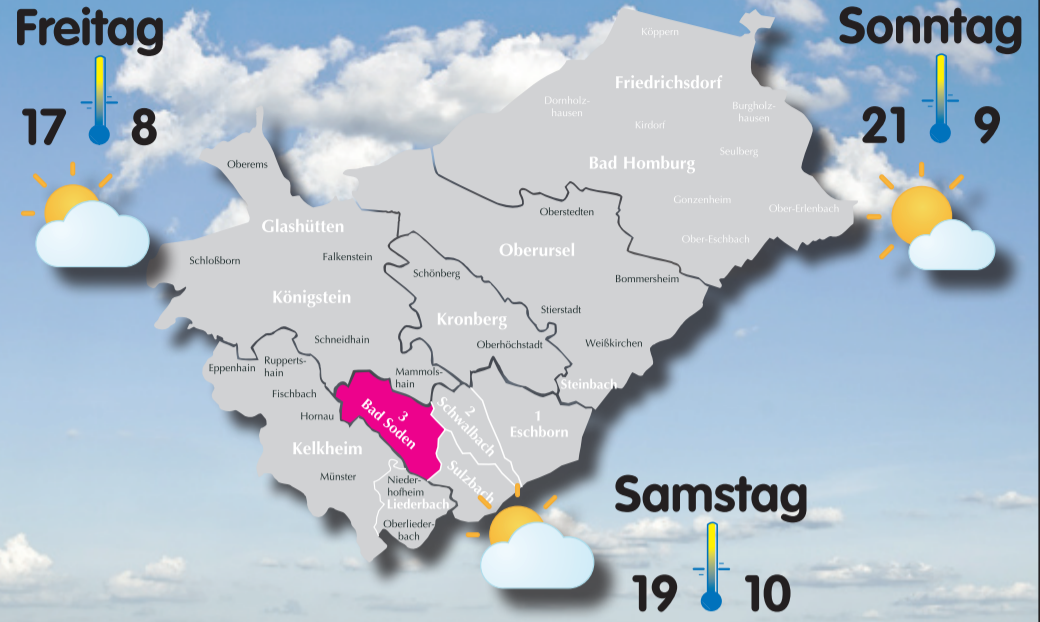 Freitag
17 8
Sonntag
21 9
Köppern
Friedrichsdorf
Dornholz-
hausen
Burgholz-
hausen
Kirdorf
Seulberg
Bad Homburg
Oberems
Gonzenheim
Ober-Erlenbach
Oberstedten
Glashütten
Ober-Eschbach
Oberursel
Schloßborn
Falkenstein
Schönberg
Bommersheim
Königstein
Stierstadt
Kronberg
Schneidhain
Oberhöchstadt
Weißkirchen
Eppenhain
Rupperts-
hain
Mammols-
hain
Steinbach
Fischbach
3
Bad Soden
2
Schwalbach
1
Eschborn
Hornau
Kelkheim
Sulzbach
Münster
Nieder-
hofheim
Liederbach
Oberlieder-
bach
Samstag
19 10